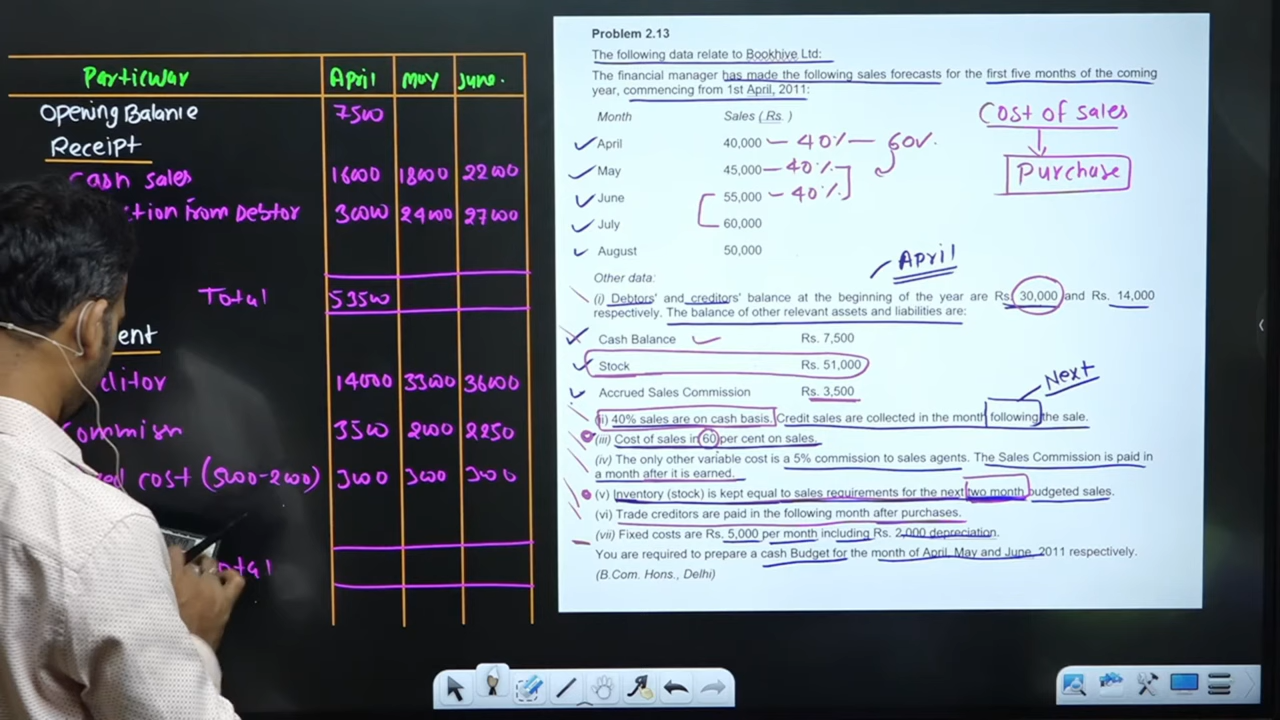 Particular April May June.
Opening Balance 7500
Receipt
Cash sales 16000 18000 22000
tion from Debtor 30000 24000 27000
Total 53500
ent
ditor 14000 33000 36000
ommisn 3500 2000 2250
ed cost (5000-2000) 3000 3000 3000
otal
Problem 2.13
The following data relate to Bookhive Ltd:
The financial manager has made the following sales forecasts for the first five months of the coming
year, commencing from 1st April, 2011:
Month Sales (Rs. )
April 40,000 - 40% - 60%.
May 45,000 - 40%.
June 55,000 - 40%.
July 60,000
August 50,000
Cost of sales
Purchase
Other data:
April
(i) Debtors' and creditors' balance at the beginning of the year are Rs. 30,000 and Rs. 14,000
respectively. The balance of other relevant assets and liabilities are:
Cash Balance Rs. 7,500
Stock Rs. 51,000
Accrued Sales Commission Rs. 3,500
Next
(ii) 40% sales are on cash basis. Credit sales are collected in the month following the sale.
(iii) Cost of sales in 60 per cent on sales.
(iv) The only other variable cost is a 5% commission to sales agents. The Sales Commission is paid in
a month after it is earned.
(v) Inventory (stock) is kept equal to sales requirements for the next two month budgeted sales.
(vi) Trade creditors are paid in the following month after purchases.
(vii) Fixed costs are Rs. 5,000 per month including Rs. 2,000 depreciation.
You are required to prepare a cash Budget for the month of April, May and June, 2011 respectively.
(B.Com. Hons., Delhi)